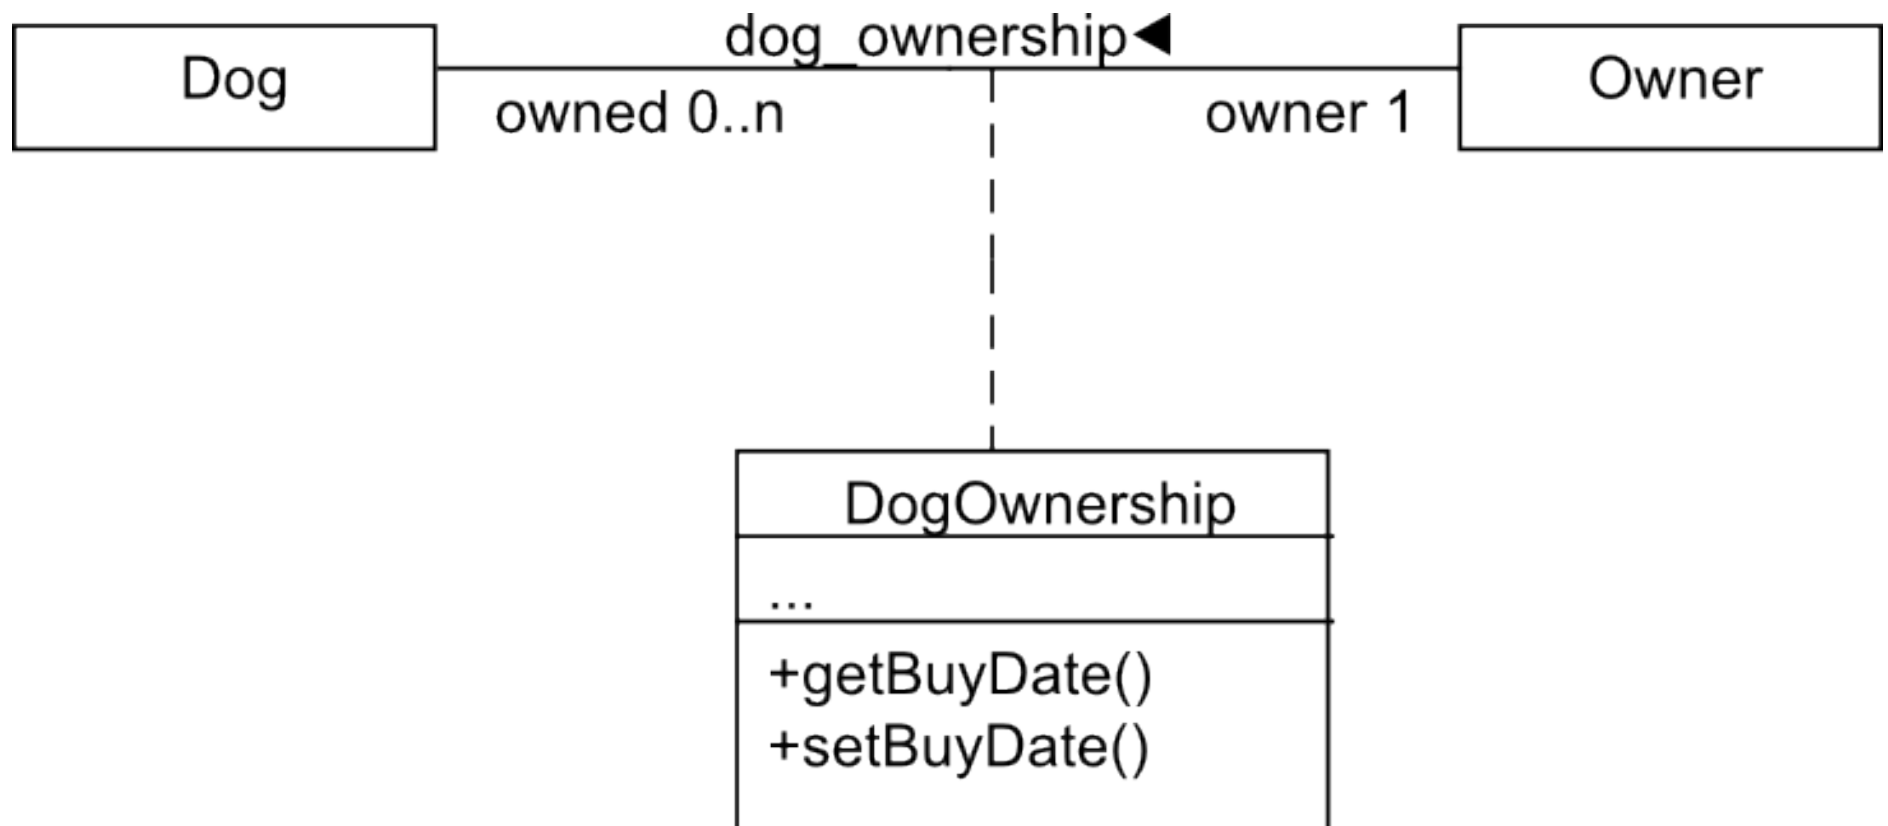 dog_ownership◀
Dog
Owner
owned 0..n
owner 1
DogOwnership
...
+getBuyDate()
+setBuyDate()